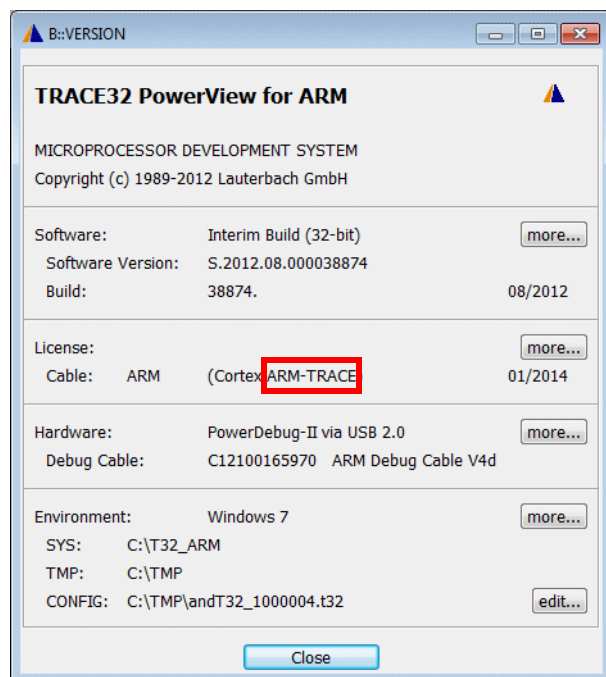 B::VERSION
TRACE32 PowerView for ARM
MICROPROCESSOR DEVELOPMENT SYSTEM
Copyright (c) 1989-2012 Lauterbach GmbH
Software: Interim Build (32-bit) more...
Software Version: S.2012.08.000038874
Build: 38874. 08/2012
License: more...
Cable: ARM (Cortex ARM-TRACE) 01/2014
Hardware: PowerDebug-II via USB 2.0 more...
Debug Cable: C12100165970 ARM Debug Cable V4d
Environment: Windows 7 more...
SYS: C:\T32_ARM
TMP: C:\TMP
CONFIG: C:\TMP\andT32_1000004.t32 edit...
Close